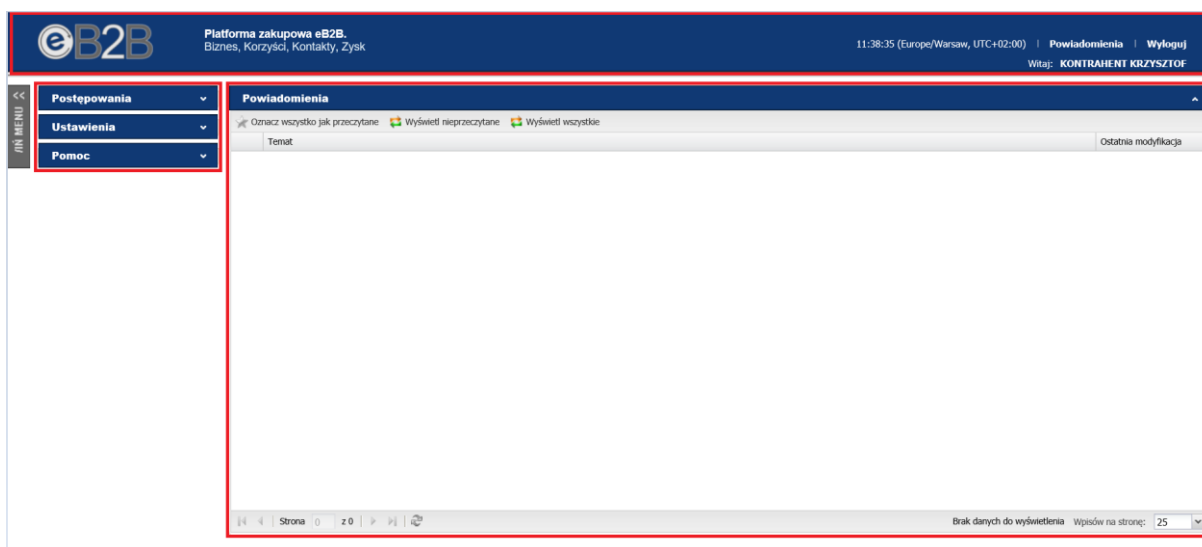 eB2B
Platforma zakupowa eB2B.
Biznes, Korzyści, Kontakty, Zysk
11:38:35 (Europe/Warsaw, UTC+02:00) | Powiadomienia | Wyloguj
Witaj: KONTRAHENT KRZYSZTOF
<<
/IŃ MENU
Postępowania
Ustawienia
Pomoc
Powiadomienia
Oznacz wszystko jak przeczytane Wyświetl nieprzeczytane Wyświetl wszystkie
Temat Ostatnia modyfikacja
Strona 0 z 0 Brak danych do wyświetlenia Wpisów na stronę: 25